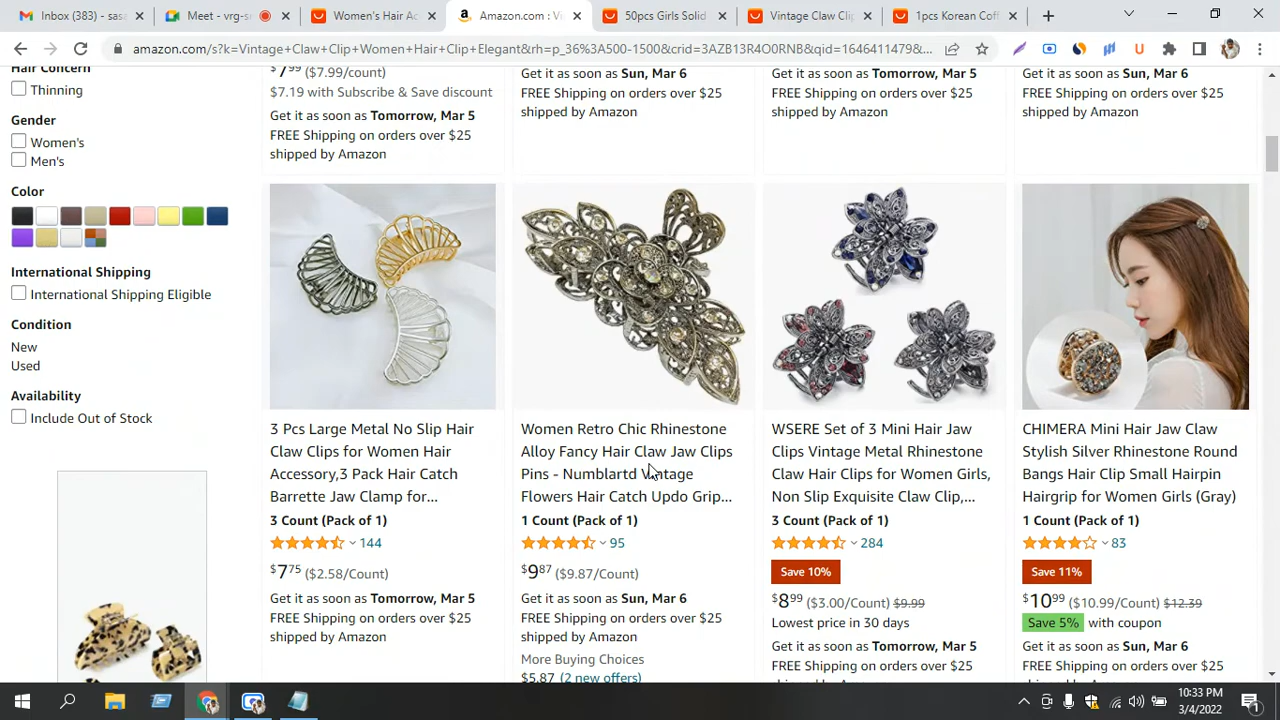 Inbox (383) - sasa
Meet - vrg-s
Women's Hair Ac
Amazon.com : Vi
50pcs Girls Solid
Vintage Claw Clip
1pcs Korean Coff
amazon.com/s?k=Vintage+Claw+Clip+Women+Hair+Clip+Elegant&rh=p_36%3A500-1500&crid=3AZB13R4O0RNB&qid=1646411479&...
Hair Concern
Thinning
Gender
Women's
Men's
Color
International Shipping
International Shipping Eligible
Condition
New
Used
Availability
Include Out of Stock
$7.99 ($7.99/count)
$7.19 with Subscribe & Save discount
Get it as soon as Tomorrow, Mar 5
FREE Shipping on orders over $25
shipped by Amazon
Get it as soon as Sun, Mar 6
FREE Shipping on orders over $25
shipped by Amazon
Get it as soon as Tomorrow, Mar 5
FREE Shipping on orders over $25
shipped by Amazon
Get it as soon as Sun, Mar 6
FREE Shipping on orders over $25
shipped by Amazon
3 Pcs Large Metal No Slip Hair
Claw Clips for Women Hair
Accessory,3 Pack Hair Catch
Barrette Jaw Clamp for...
3 Count (Pack of 1)
144
$7.75 ($2.58/Count)
Get it as soon as Tomorrow, Mar 5
FREE Shipping on orders over $25
shipped by Amazon
Women Retro Chic Rhinestone
Alloy Fancy Hair Claw Jaw Clips
Pins - Numblartd Vintage
Flowers Hair Catch Updo Grip...
1 Count (Pack of 1)
95
$9.87 ($9.87/Count)
Get it as soon as Sun, Mar 6
FREE Shipping on orders over $25
shipped by Amazon
More Buying Choices
$5.87 (2 new offers)
WSERE Set of 3 Mini Hair Jaw
Clips Vintage Metal Rhinestone
Claw Hair Clips for Women Girls,
Non Slip Exquisite Claw Clip,...
3 Count (Pack of 1)
284
Save 10%
$8.99 ($3.00/Count) $9.99
Lowest price in 30 days
Get it as soon as Tomorrow, Mar 5
FREE Shipping on orders over $25
CHIMERA Mini Hair Jaw Claw
Stylish Silver Rhinestone Round
Bangs Hair Clip Small Hairpin
Hairgrip for Women Girls (Gray)
1 Count (Pack of 1)
83
Save 11%
$10.99 ($10.99/Count) $12.39
Save 5% with coupon
Get it as soon as Sun, Mar 6
FREE Shipping on orders over $25
10:33 PM
3/4/2022
1